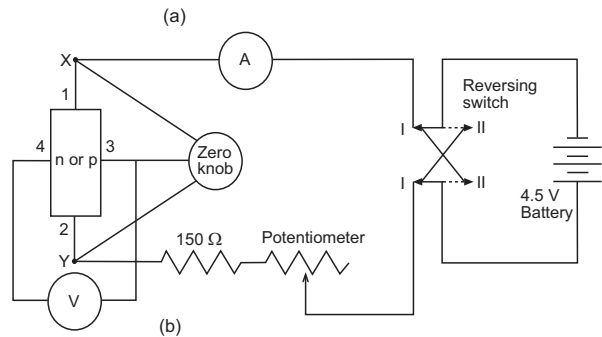 (a)
X
A
1
Reversing
switch
I
II
4
n or p
3
Zero
knob
I
II
4.5 V
Battery
2
150 Ω
Potentiometer
Y
V
(b)